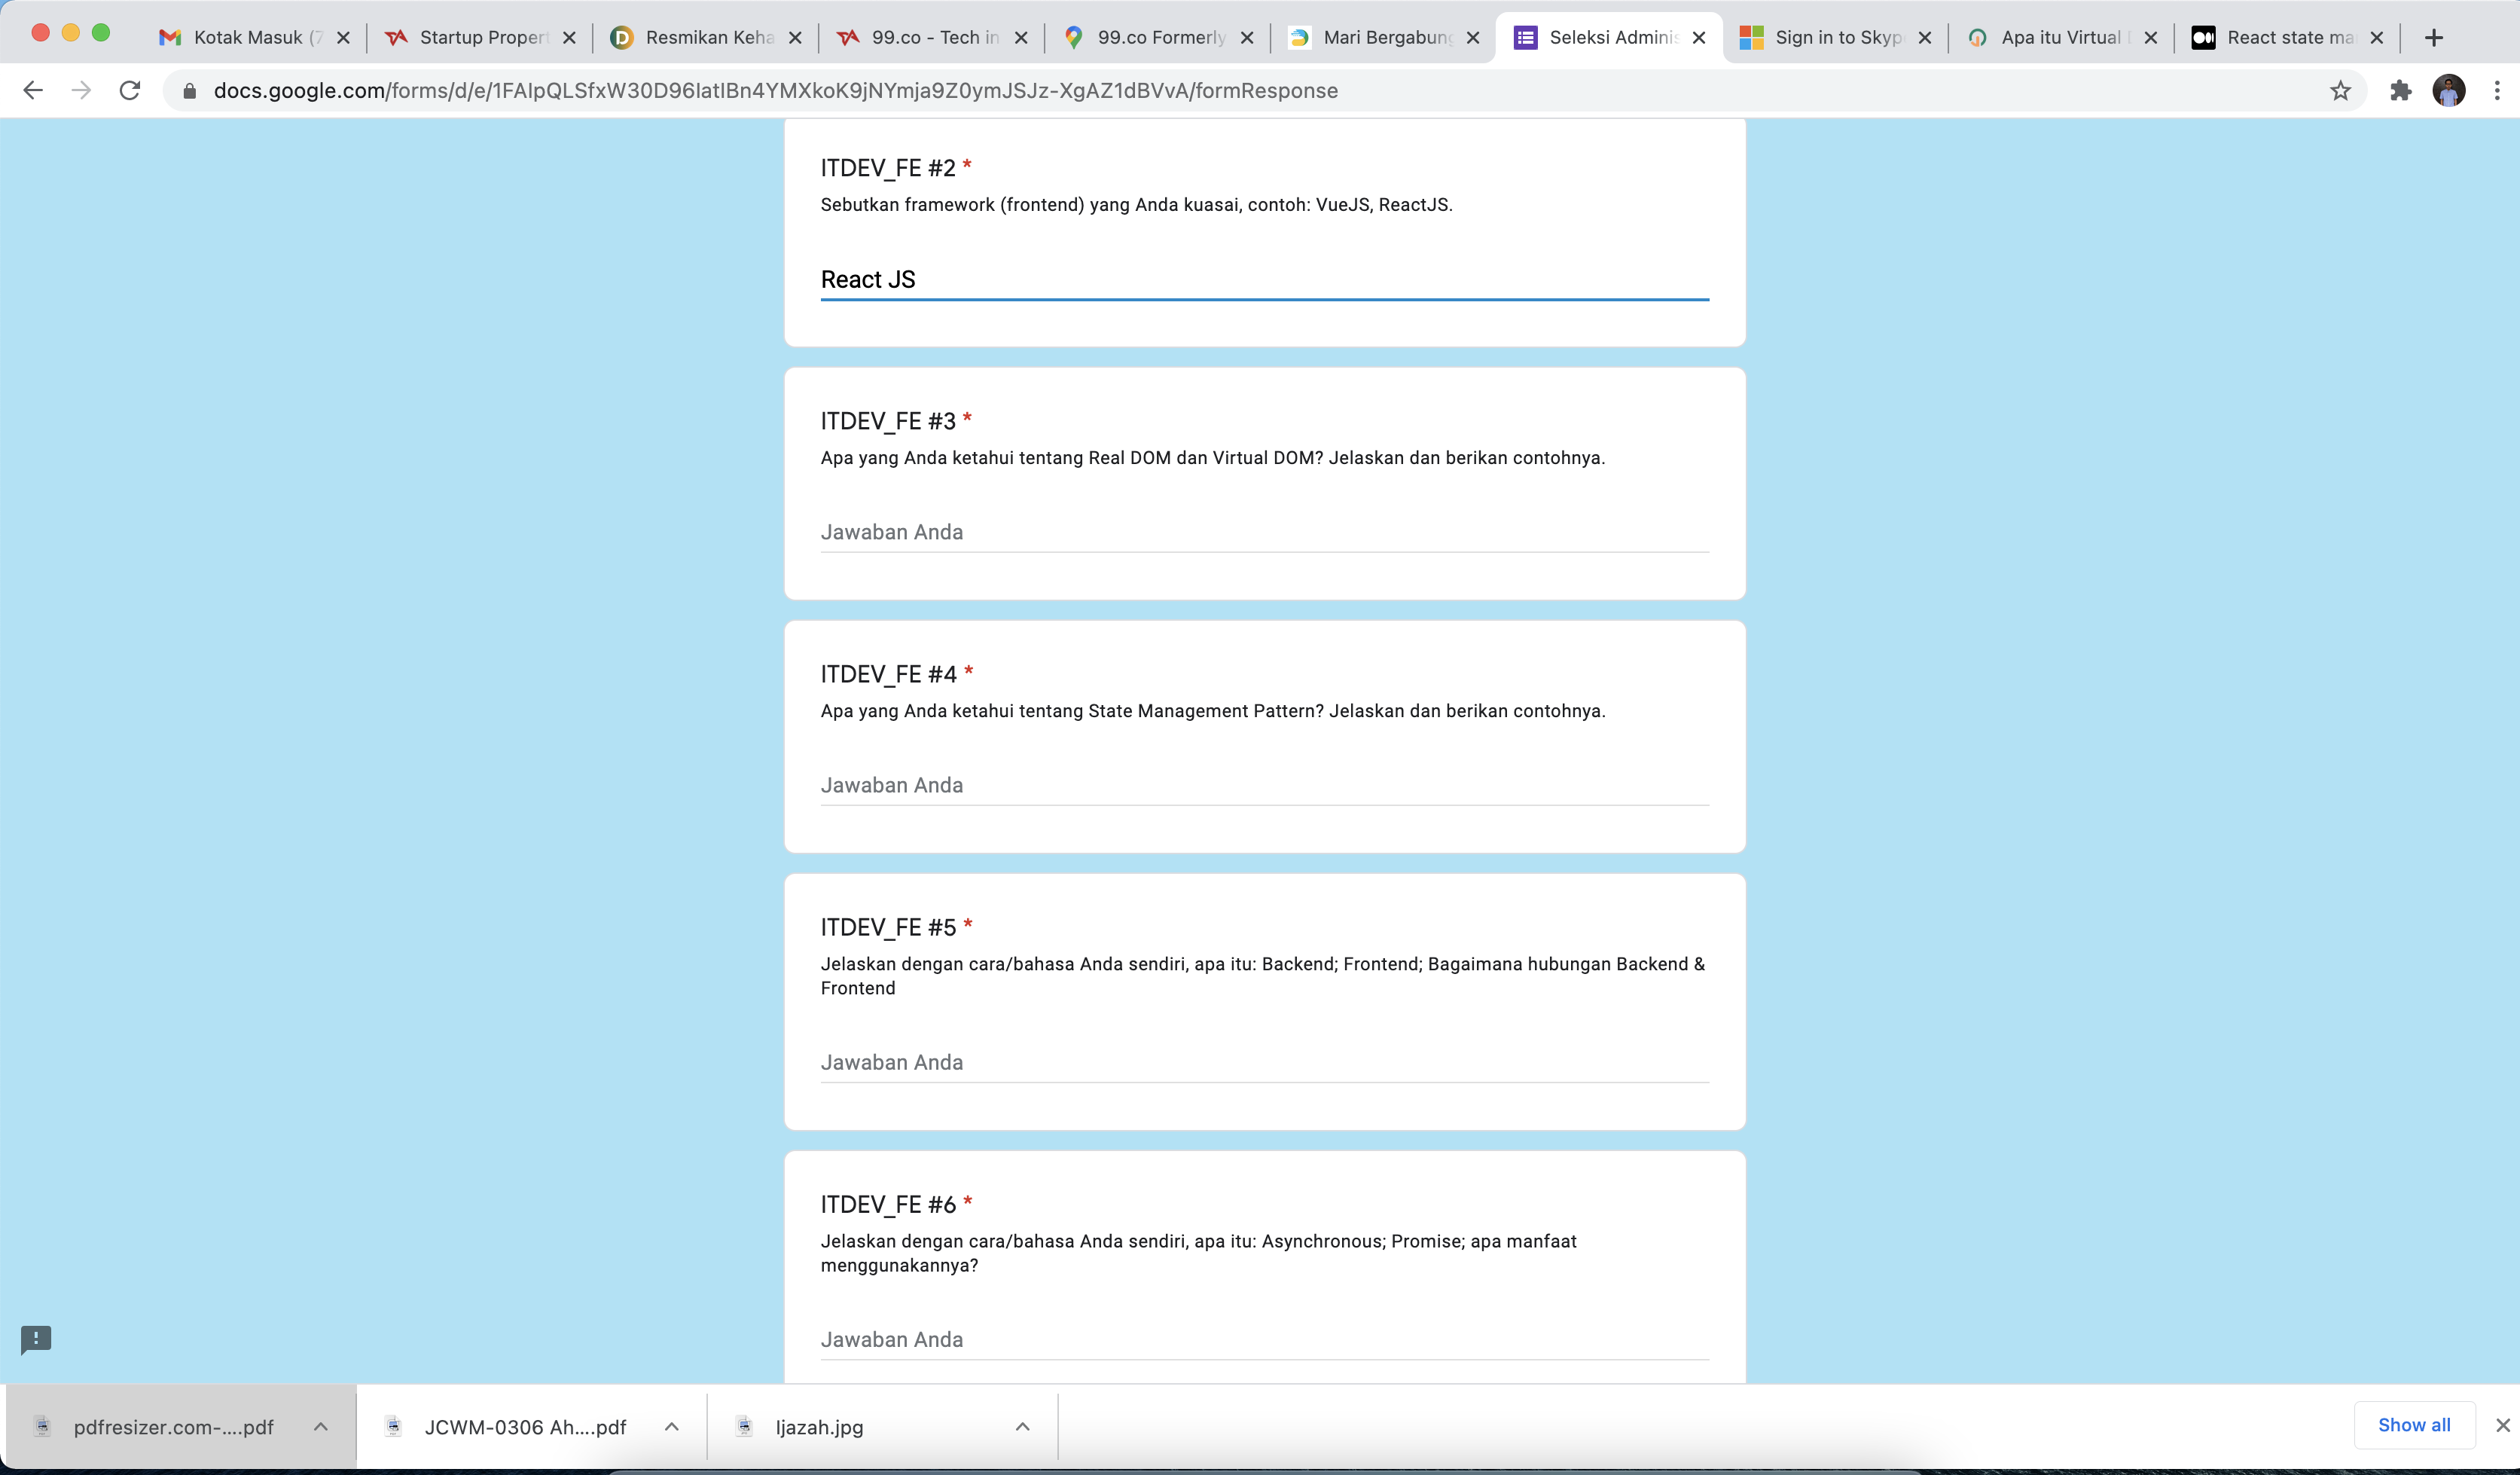 Kotak Masuk (7
Startup Propert
Resmikan Keha
99.co - Tech in
99.co Formerly
Mari Bergabung
Seleksi Adminis
Sign in to Skyp
Apa itu Virtual
React state ma
docs.google.com/forms/d/e/1FAIpQLSfxW30D96IatIBn4YMXkoK9jNYmja9Z0ymJSJz-XgAZ1dBVvA/formResponse
ITDEV_FE #2 *
Sebutkan framework (frontend) yang Anda kuasai, contoh: VueJS, ReactJS.
React JS
ITDEV_FE #3 *
Apa yang Anda ketahui tentang Real DOM dan Virtual DOM? Jelaskan dan berikan contohnya.
Jawaban Anda
ITDEV_FE #4 *
Apa yang Anda ketahui tentang State Management Pattern? Jelaskan dan berikan contohnya.
Jawaban Anda
ITDEV_FE #5 *
Jelaskan dengan cara/bahasa Anda sendiri, apa itu: Backend; Frontend; Bagaimana hubungan Backend &
Frontend
Jawaban Anda
ITDEV_FE #6 *
Jelaskan dengan cara/bahasa Anda sendiri, apa itu: Asynchronous; Promise; apa manfaat
menggunakannya?
Jawaban Anda
pdfresizer.com-....pdf
JCWM-0306 Ah....pdf
Ijazah.jpg
Show all